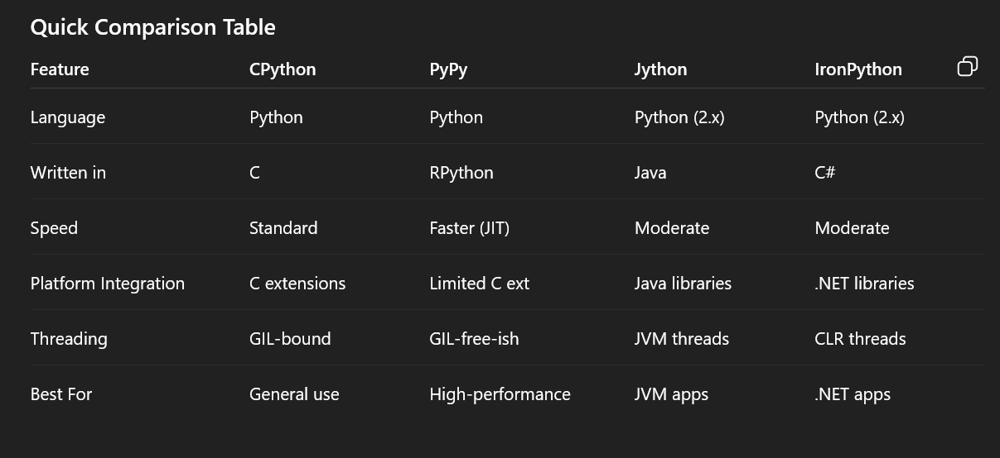 Quick Comparison Table
Feature CPython PyPy Jython IronPython
Language Python Python Python (2.x) Python (2.x)
Written in C RPython Java C#
Speed Standard Faster (JIT) Moderate Moderate
Platform Integration C extensions Limited C ext Java libraries .NET libraries
Threading GIL-bound GIL-free-ish JVM threads CLR threads
Best For General use High-performance JVM apps .NET apps